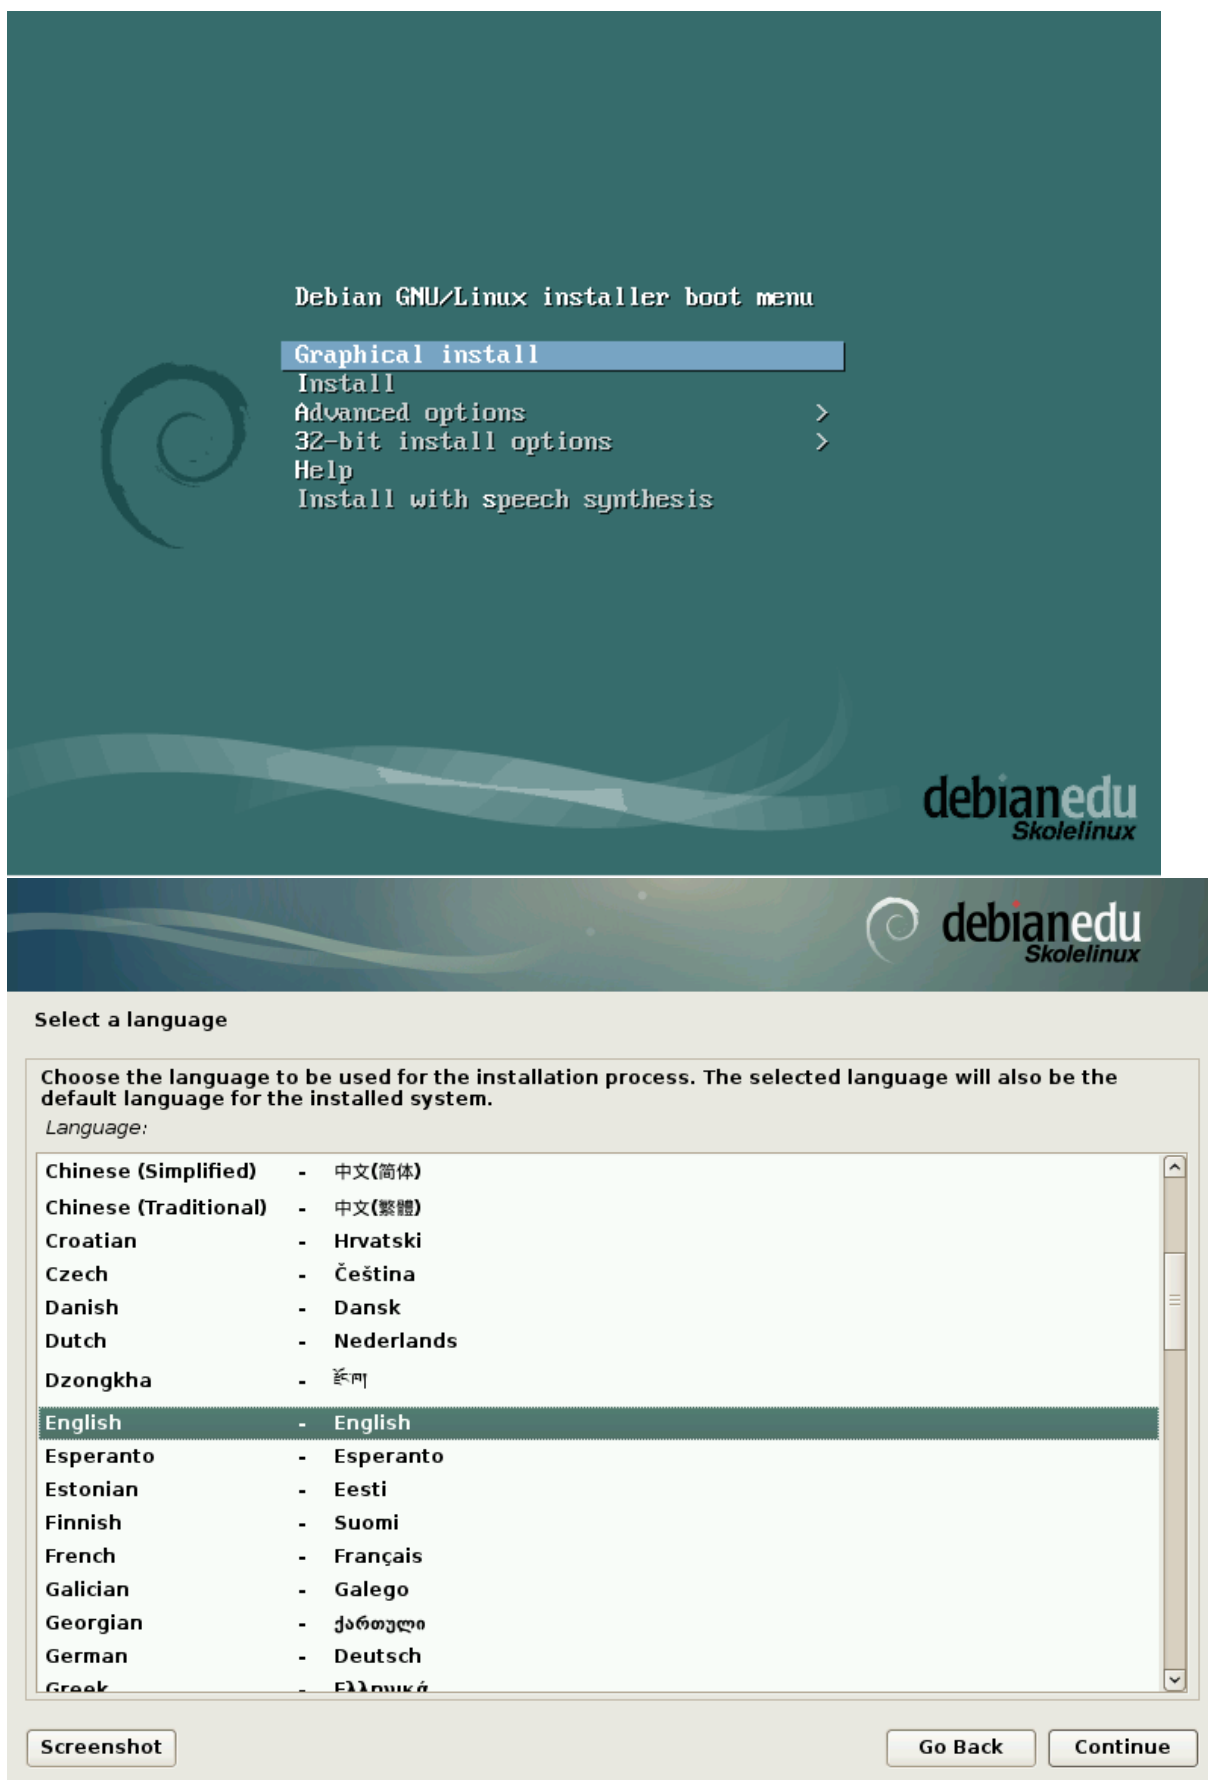 Debian GNU/Linux installer boot menu
Graphical install
Install
Advanced options >
32-bit install options >
Help
Install with speech synthesis
debianedu
Skolelinux
debianedu
Skolelinux
Select a language
Choose the language to be used for the installation process. The selected language will also be the
default language for the installed system.
Language:
Chinese (Simplified) - 中文(简体)
Chinese (Traditional) - 中文(繁體)
Croatian - Hrvatski
Czech - Čeština
Danish - Dansk
Dutch - Nederlands
Dzongkha - རྫོང་ཁ།
English - English
Esperanto - Esperanto
Estonian - Eesti
Finnish - Suomi
French - Français
Galician - Galego
Georgian - ქართული
German - Deutsch
Greek - Ελληνικά
Screenshot
Go Back Continue